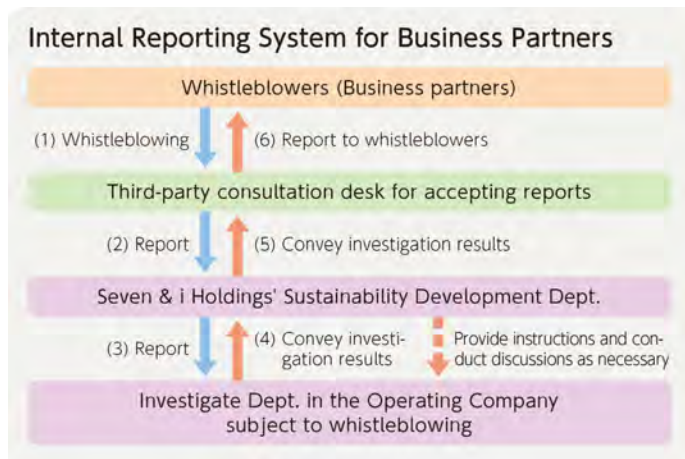 Internal Reporting System for Business Partners
Whistleblowers (Business partners)
(1) Whistleblowing
(6) Report to whistleblowers
Third-party consultation desk for accepting reports
(2) Report
(5) Convey investigation results
Seven & i Holdings' Sustainability Development Dept.
(3) Report
(4) Convey investi-
gation results
Provide instructions and con-
duct discussions as necessary
Investigate Dept. in the Operating Company
subject to whistleblowing